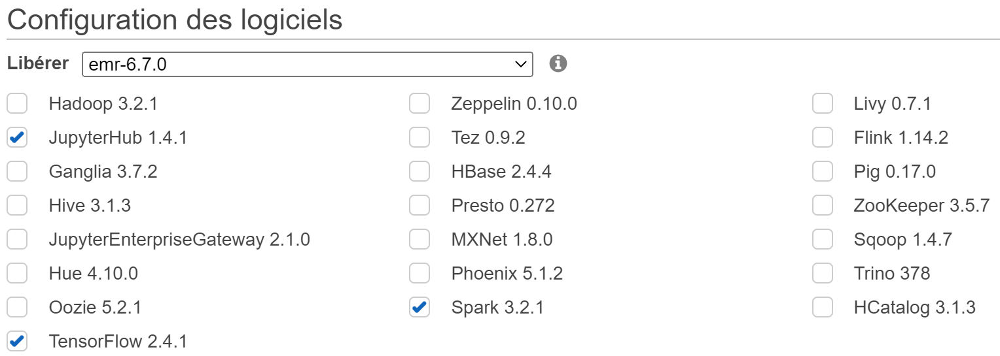 Configuration des logiciels
Libérer emr-6.7.0
Hadoop 3.2.1 Zeppelin 0.10.0 Livy 0.7.1
JupyterHub 1.4.1 Tez 0.9.2 Flink 1.14.2
Ganglia 3.7.2 HBase 2.4.4 Pig 0.17.0
Hive 3.1.3 Presto 0.272 ZooKeeper 3.5.7
JupyterEnterpriseGateway 2.1.0 MXNet 1.8.0 Sqoop 1.4.7
Hue 4.10.0 Phoenix 5.1.2 Trino 378
Oozie 5.2.1 Spark 3.2.1 HCatalog 3.1.3
TensorFlow 2.4.1